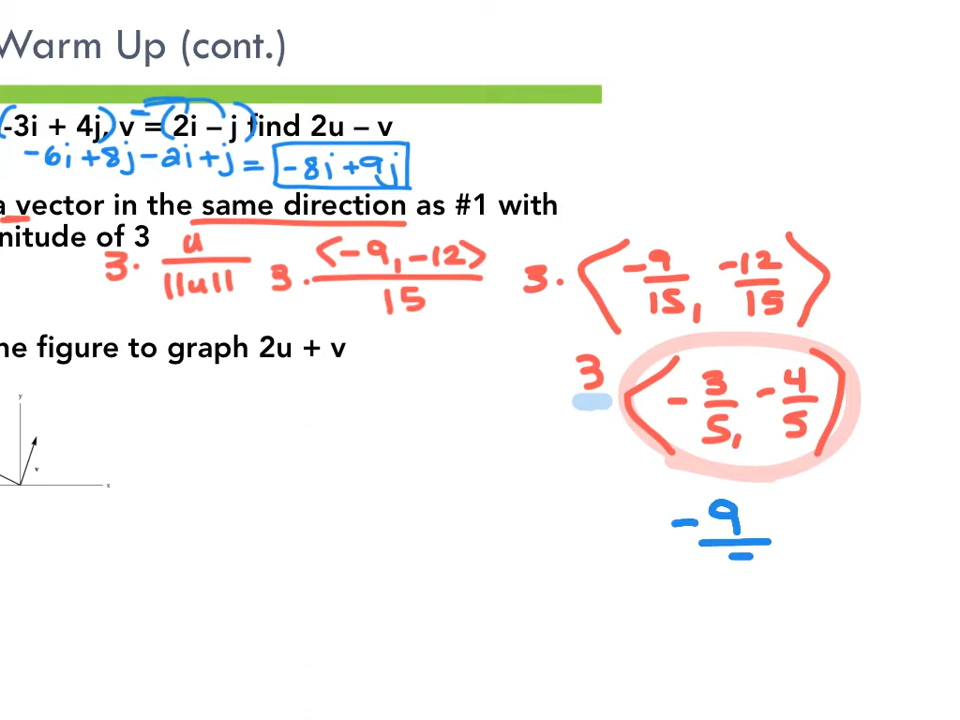 Warm Up (cont.)
-3i + 4j, v = 2i – j find 2u – v
-6i+8j-2i+j = -8i+9j
a vector in the same direction as #1 with
nitude of 3
3· u/||u|| 3· <-9,-12>/15 3· <-9/15, -12/15>
he figure to graph 2u + v
3 <-3/5, -4/5>
y
v
x
-9